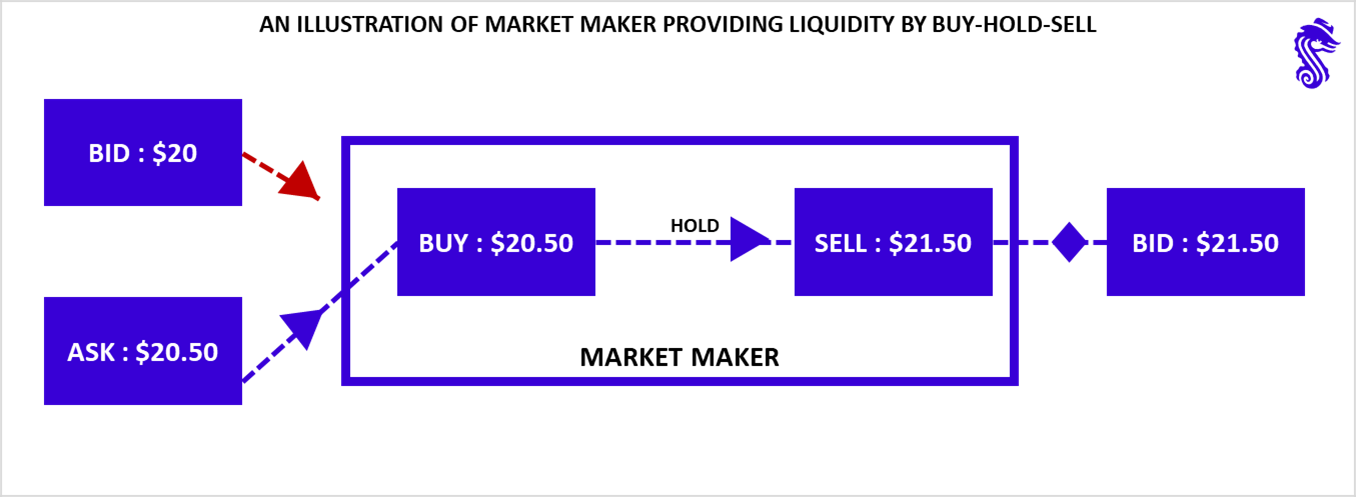 AN ILLUSTRATION OF MARKET MAKER PROVIDING LIQUIDITY BY BUY-HOLD-SELL
BID : $20
ASK : $20.50
BUY : $20.50
HOLD
SELL : $21.50
BID : $21.50
MARKET MAKER